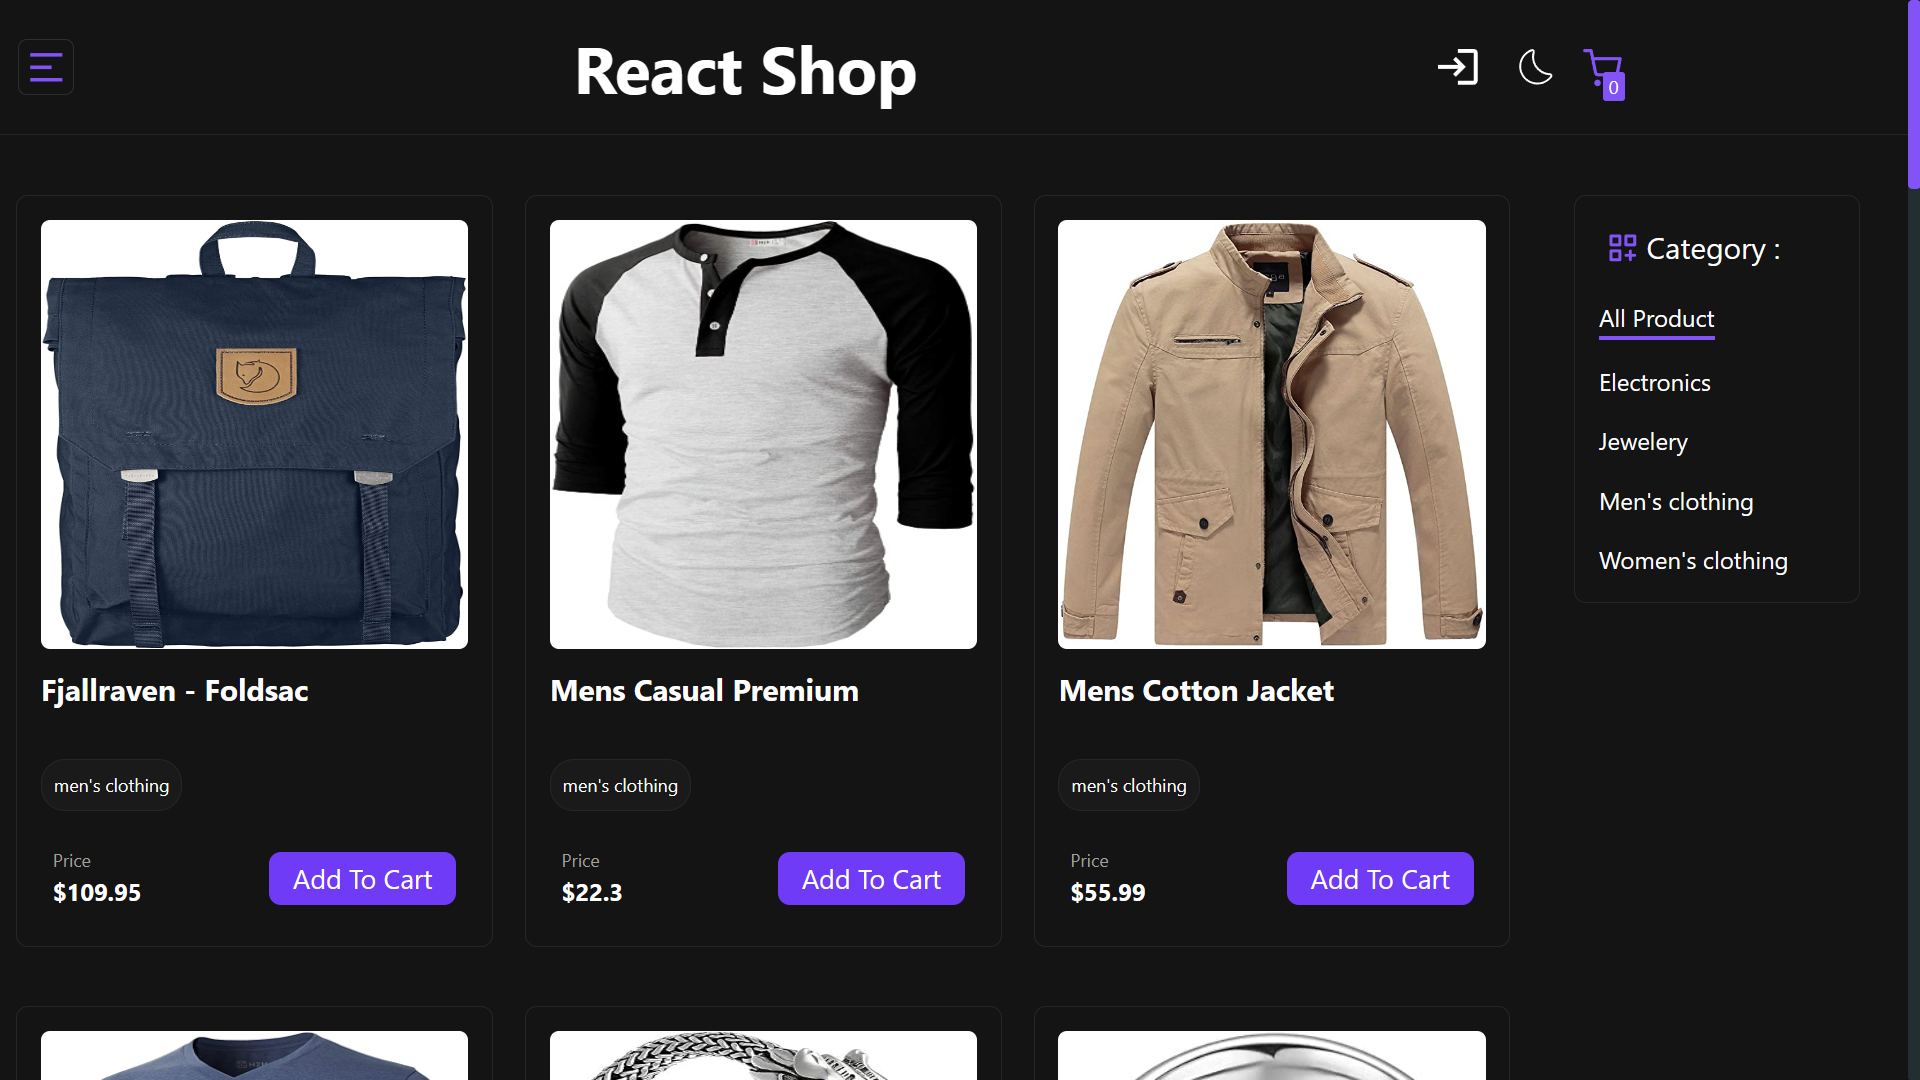 React Shop
0
Fjallraven - Foldsac
men's clothing
Price
$109.95
Add To Cart
Mens Casual Premium
men's clothing
Price
$22.3
Add To Cart
Mens Cotton Jacket
men's clothing
Price
$55.99
Add To Cart
Category :
All Product
Electronics
Jewelery
Men's clothing
Women's clothing